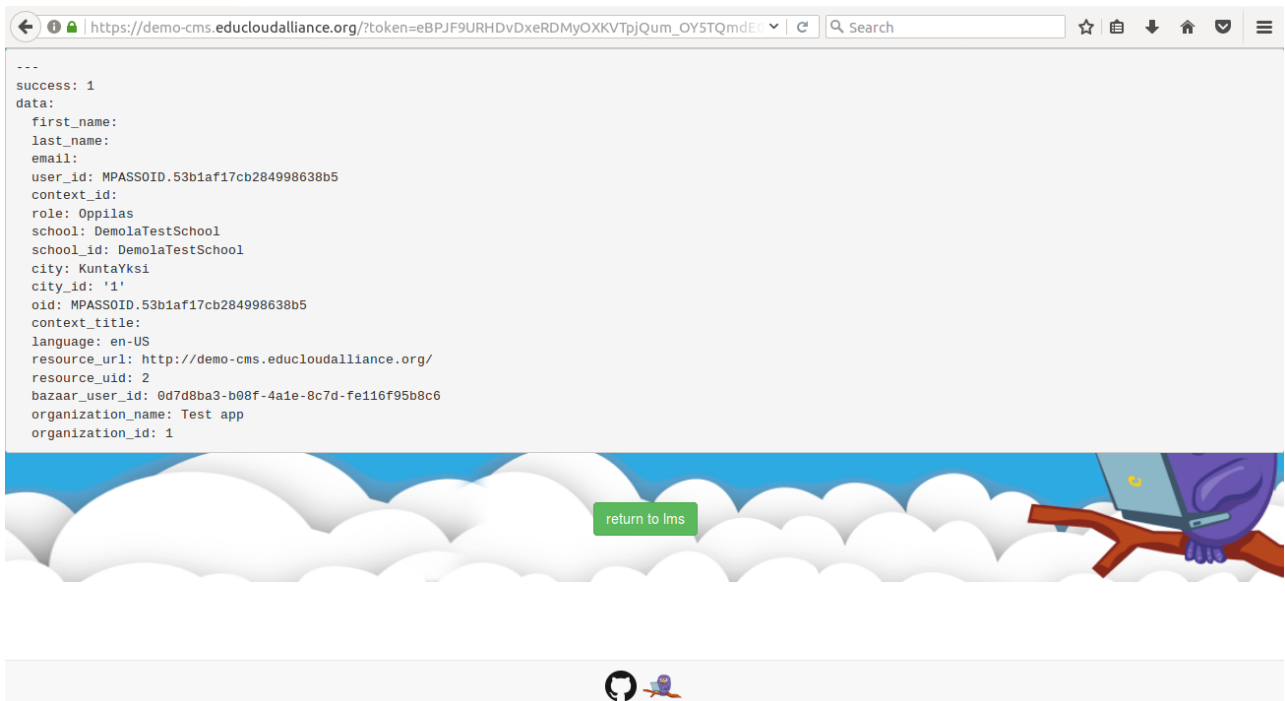 https://demo-cms.educloudalliance.org/?token=eBPJF9URHDvDxeRDMyOXKVTpjQum_OY5TQmdE Search
---
success: 1
data:
first_name:
last_name:
email:
user_id: MPASSOID.53b1af17cb284998638b5
context_id:
role: Oppilas
school: DemolaTestSchool
school_id: DemolaTestSchool
city: KuntaYksi
city_id: '1'
oid: MPASSOID.53b1af17cb284998638b5
context_title:
language: en-US
resource_url: http://demo-cms.educloudalliance.org/
resource_uid: 2
bazaar_user_id: 0d7d8ba3-b08f-4a1e-8c7d-fe116f95b8c6
organization_name: Test app
organization_id: 1
return to lms